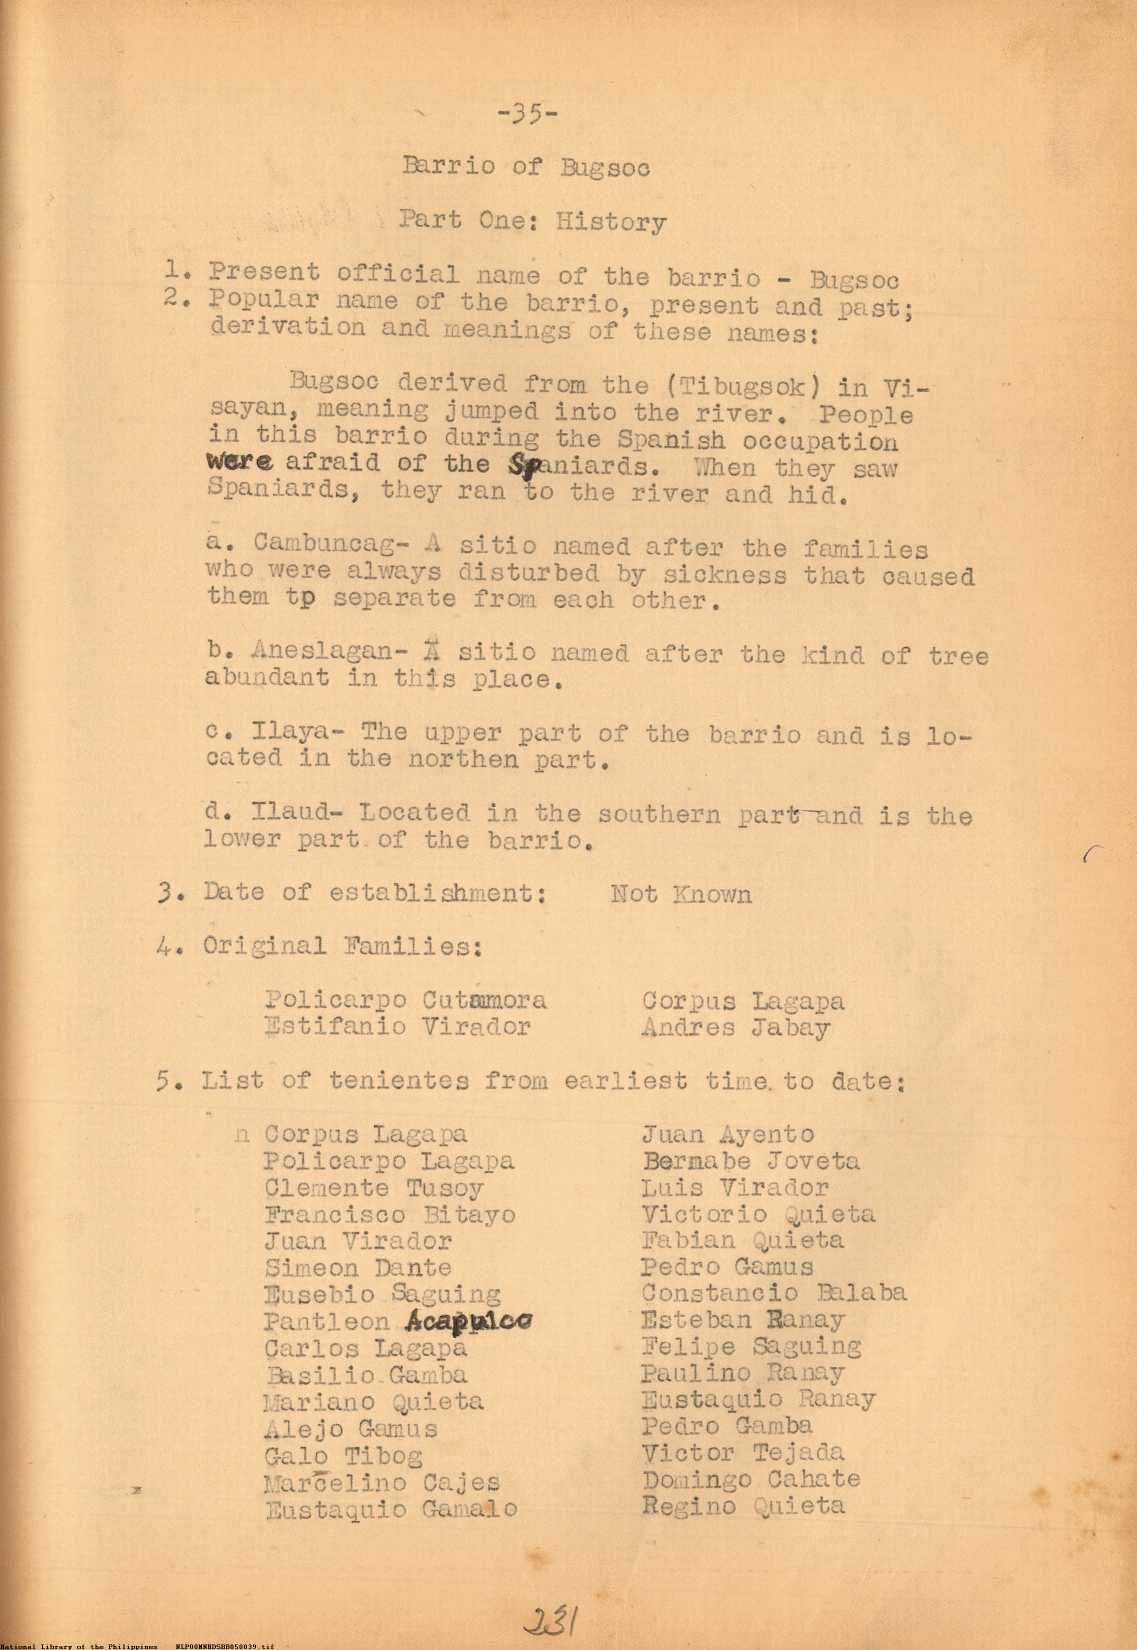 -35-
Barrio of Bugsoc
Part One: History
1. Present official name of the barrio - Bugsoc
2. Popular name of the barrio, present and past;
derivation and meanings of these names:
Bugsoc derived from the (Tibugsok) in Vi-
sayan, meaning jumped into the river. People
in this barrio during the Spanish occupation
were afraid of the Spaniards. When they saw
Spaniards, they ran to the river and hid.
a. Cambuncag- A sitio named after the families
who were always disturbed by sickness that caused
them tp separate from each other.
b. Aneslagan- A sitio named after the kind of tree
abundant in this place.
c. Ilaya- The upper part of the barrio and is lo-
cated in the northen part.
d. Ilaud- Located in the southern part and is the
lower part of the barrio.
3. Date of establishment: Not Known
4. Original Families:
Policarpo Cutamora Corpus Lagapa
Estifanio Virador Andres Jabay
5. List of tenientes from earliest time to date:
n Corpus Lagapa Juan Ayento
Policarpo Lagapa Bernabe Joveta
Clemente Tusoy Luis Virador
Francisco Bitayo Victorio Quieta
Juan Virador Fabian Quieta
Simeon Dante Pedro Gamus
Eusebio Saguing Constancio Balaba
Pantleon Acapulco Esteban Ranay
Carlos Lagapa Felipe Saguing
Basilio Gamba Paulino Ranay
Mariano Quieta Eustaquio Ranay
Alejo Gamus Pedro Gamba
Galo Tibog Victor Tejada
Marcelino Cajes Domingo Cahate
Eustaquio Gamalo Regino Quieta
231
National Library of the Philippines NLPOOMNHDSHB050039.tif